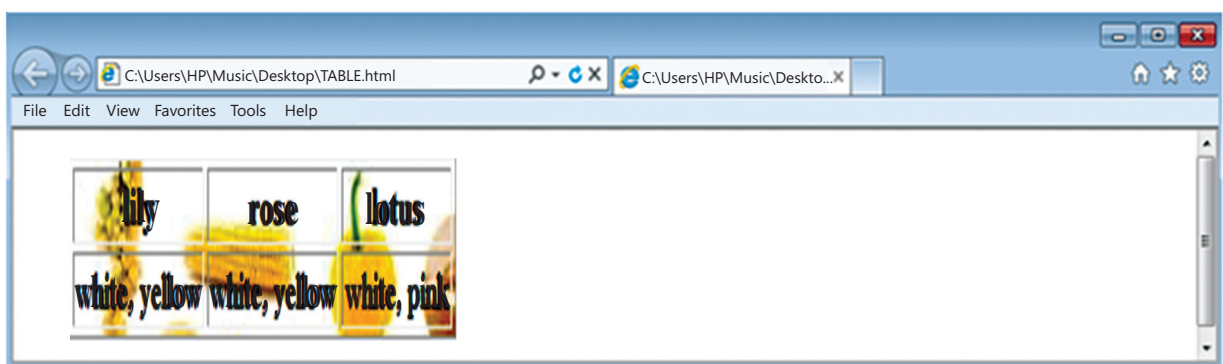 C:\Users\HP\Music\Desktop\TABLE.html
C:\Users\HP\Music\Deskto...
File Edit View Favorites Tools Help
lily rose llotus
white, yellow white, yellow white, pink